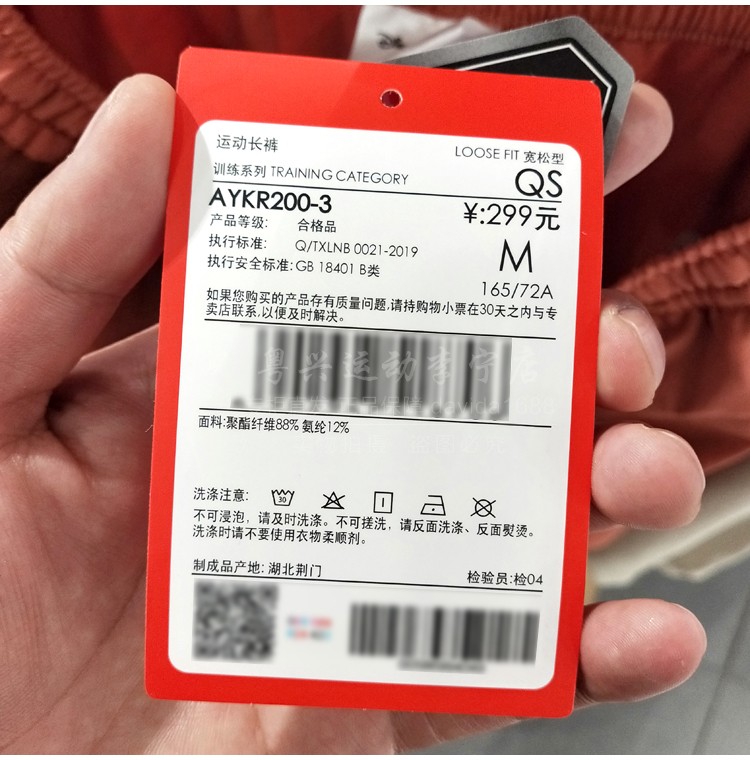 运动长裤
LOOSE FIT 宽松型
训练系列 TRAINING CATEGORY
QS
AYKR200-3
¥:299元
产品等级: 合格品
M
执行标准: Q/TXLNB 0021-2019
执行安全标准: GB 18401 B类
165/72A
如果您购买的产品存有质量问题,请持购物小票在30天之内与专
卖店联系,以便及时解决。
粤兴运动李宁店
面料:聚酯纤维88% 氨纶12%
洗涤注意:
30
不可浸泡，请及时洗涤。不可搓洗，请反面洗涤、反面熨烫。
洗涤时请不要使用衣物柔顺剂。
制成品产地: 湖北荆门
检验员:检04